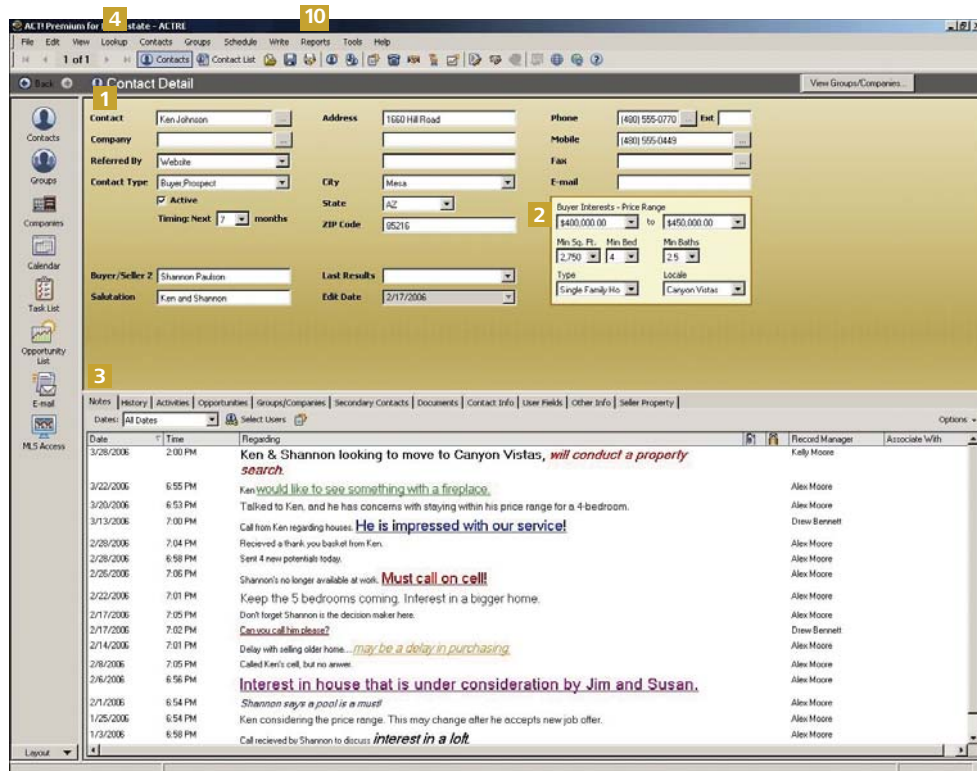 ACT! Premium for state - ACTRE
4
10
File Edit View Lookup Contacts Groups Schedule Write Reports Tools Help
1 of 1 Contacts Contact List
Back Contact Detail View Groups/Companies...
1
Contact Ken Johnson ... Address 1660 Hill Road Phone (480) 555-0770 ... Ext
Company ... Mobile (480) 555-0449 ...
Referred By Website Fax ...
Contact Type Buyer;Prospect City Mesa E-mail
Active State AZ
Timing: Next 7 months ZIP Code 85216
2
Buyer Interests - Price Range
$400,000.00 to $450,000.00
Min Sq. Ft. Min Bed Min Baths
2,750 4 2.5
Type Locale
Single Family Ho Canyon Vistas
Buyer/Seller 2 Shannon Paulson Last Results
Salutation Ken and Shannon Edit Date 2/17/2006
Contacts
Groups
Companies
Calendar
Task List
Opportunity
List
E-mail
MLS Access
Layout
3
Notes History Activities Opportunities Groups/Companies Secondary Contacts Documents Contact Info User Fields Other Info Seller Property
Dates: All Dates Select Users Options
Date Time Regarding Record Manager Associate With
3/28/2006 2:00 PM Ken & Shannon looking to move to Canyon Vistas, will conduct a property Kelly Moore
search.
3/22/2006 6:55 PM Ken would like to see something with a fireplace. Alex Moore
3/20/2006 6:53 PM Talked to Ken, and he has concerns with staying within his price range for a 4-bedroom. Alex Moore
3/13/2006 7:00 PM Call from Ken regarding houses. He is impressed with our service! Drew Bennett
2/28/2006 7:04 PM Recieved a thank you basket from Ken. Alex Moore
2/28/2006 6:58 PM Sent 4 new potentials today. Alex Moore
2/26/2006 7:06 PM Shannon's no longer available at work. Must call on cell! Alex Moore
2/22/2006 7:01 PM Keep the 5 bedrooms coming. Interest in a bigger home. Alex Moore
2/17/2006 7:05 PM Don't forget Shannon is the decision maker here. Alex Moore
2/17/2006 7:02 PM Can you call him please? Drew Bennett
2/14/2006 7:01 PM Delay with selling older home.... may be a delay in purchasing. Alex Moore
2/8/2006 7:05 PM Called Ken's cell, but no anwer. Alex Moore
2/6/2006 6:56 PM Interest in house that is under consideration by Jim and Susan. Alex Moore
2/1/2006 6:54 PM Shannon says a pool is a must! Alex Moore
1/25/2006 6:54 PM Ken considering the price range. This may change after he accepts new job offer. Alex Moore
1/3/2006 6:58 PM Call recieved by Shannon to discuss interest in a loft. Alex Moore